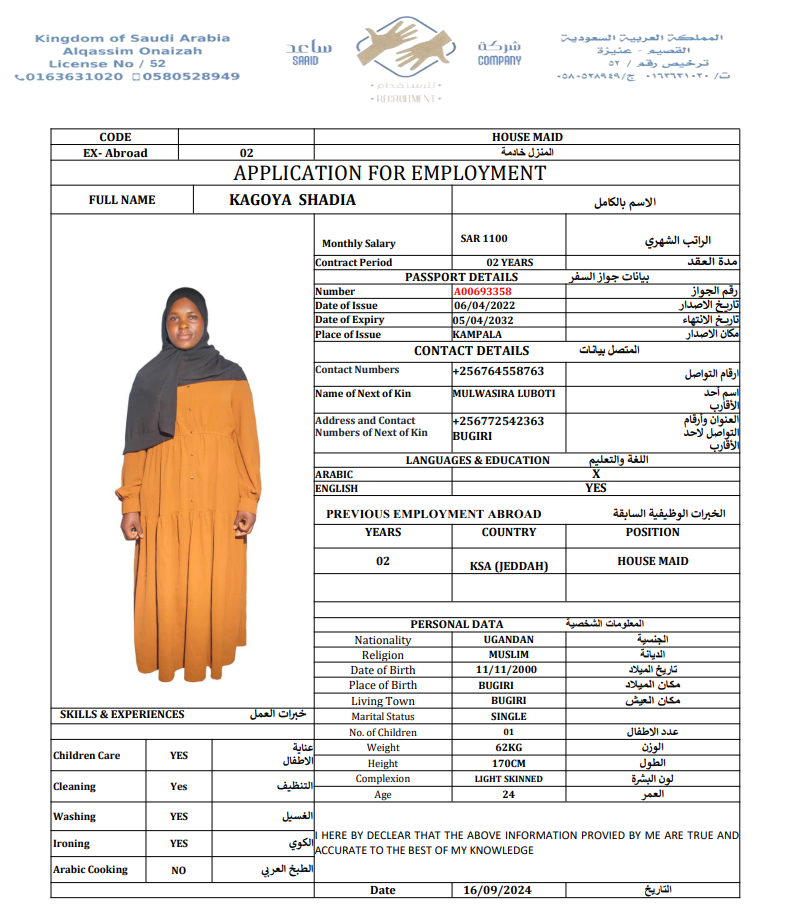 Kingdom of Saudi Arabia
Alqassim Onaizah
License No / 52
0163631020 0580528949
ساعد
SARID
شركة
COMPANY
للاستقدام
• RECRUITMENT •
المملكة العربية السعودية
القصيم - عنيزة
ترخيص رقم / ٥٢
ت/ ٠١٦٣٦٣١٠٢٠ ج/ ٠٥٨٠٥٢٨٩٤٩
CODE HOUSE MAID
EX- Abroad 02 المنزل خادمة
APPLICATION FOR EMPLOYMENT
FULL NAME KAGOYA SHADIA الاسم بالكامل
Monthly Salary SAR 1100 الراتب الشهري
Contract Period 02 YEARS مدة العقد
PASSPORT DETAILS بيانات جواز السفر
Number A00693358 رقم الجواز
Date of Issue 06/04/2022 تاريخ الاصدار
Date of Expiry 05/04/2032 تاريخ الانتهاء
Place of Issue KAMPALA مكان الاصدار
CONTACT DETAILS المتصل بيانات
Contact Numbers +256764558763 ارقام التواصل
Name of Next of Kin MULWASIRA LUBOTI اسم أحد
الأقارب
Address and Contact +256772542363 العنوان وأرقام
Numbers of Next of Kin BUGIRI التواصل لاحد
الأقارب
LANGUAGES & EDUCATION اللغة والتعليم
ARABIC X
ENGLISH YES
PREVIOUS EMPLOYMENT ABROAD الخبرات الوظيفية السابقة
YEARS COUNTRY POSITION
02 KSA (JEDDAH) HOUSE MAID
PERSONAL DATA المعلومات الشخصية
Nationality UGANDAN الجنسية
Religion MUSLIM الديانة
Date of Birth 11/11/2000 تاريخ الميلاد
Place of Birth BUGIRI مكان الميلاد
Living Town BUGIRI مكان العيش
Marital Status SINGLE
No. of Children 01 عدد الاطفال
Weight 62KG الوزن
Height 170CM الطول
Complexion LIGHT SKINNED لون البشرة
Age 24 العمر
SKILLS & EXPERIENCES خبرات العمل
Children Care YES عناية
الاطفال
Cleaning Yes التنظيف
Washing YES الغسيل
Ironing YES الكوي
Arabic Cooking NO الطبخ العربي
I HERE BY DECLEAR THAT THE ABOVE INFORMATION PROVIED BY ME ARE TRUE AND
ACCURATE TO THE BEST OF MY KNOWLEDGE
Date 16/09/2024 التاريخ